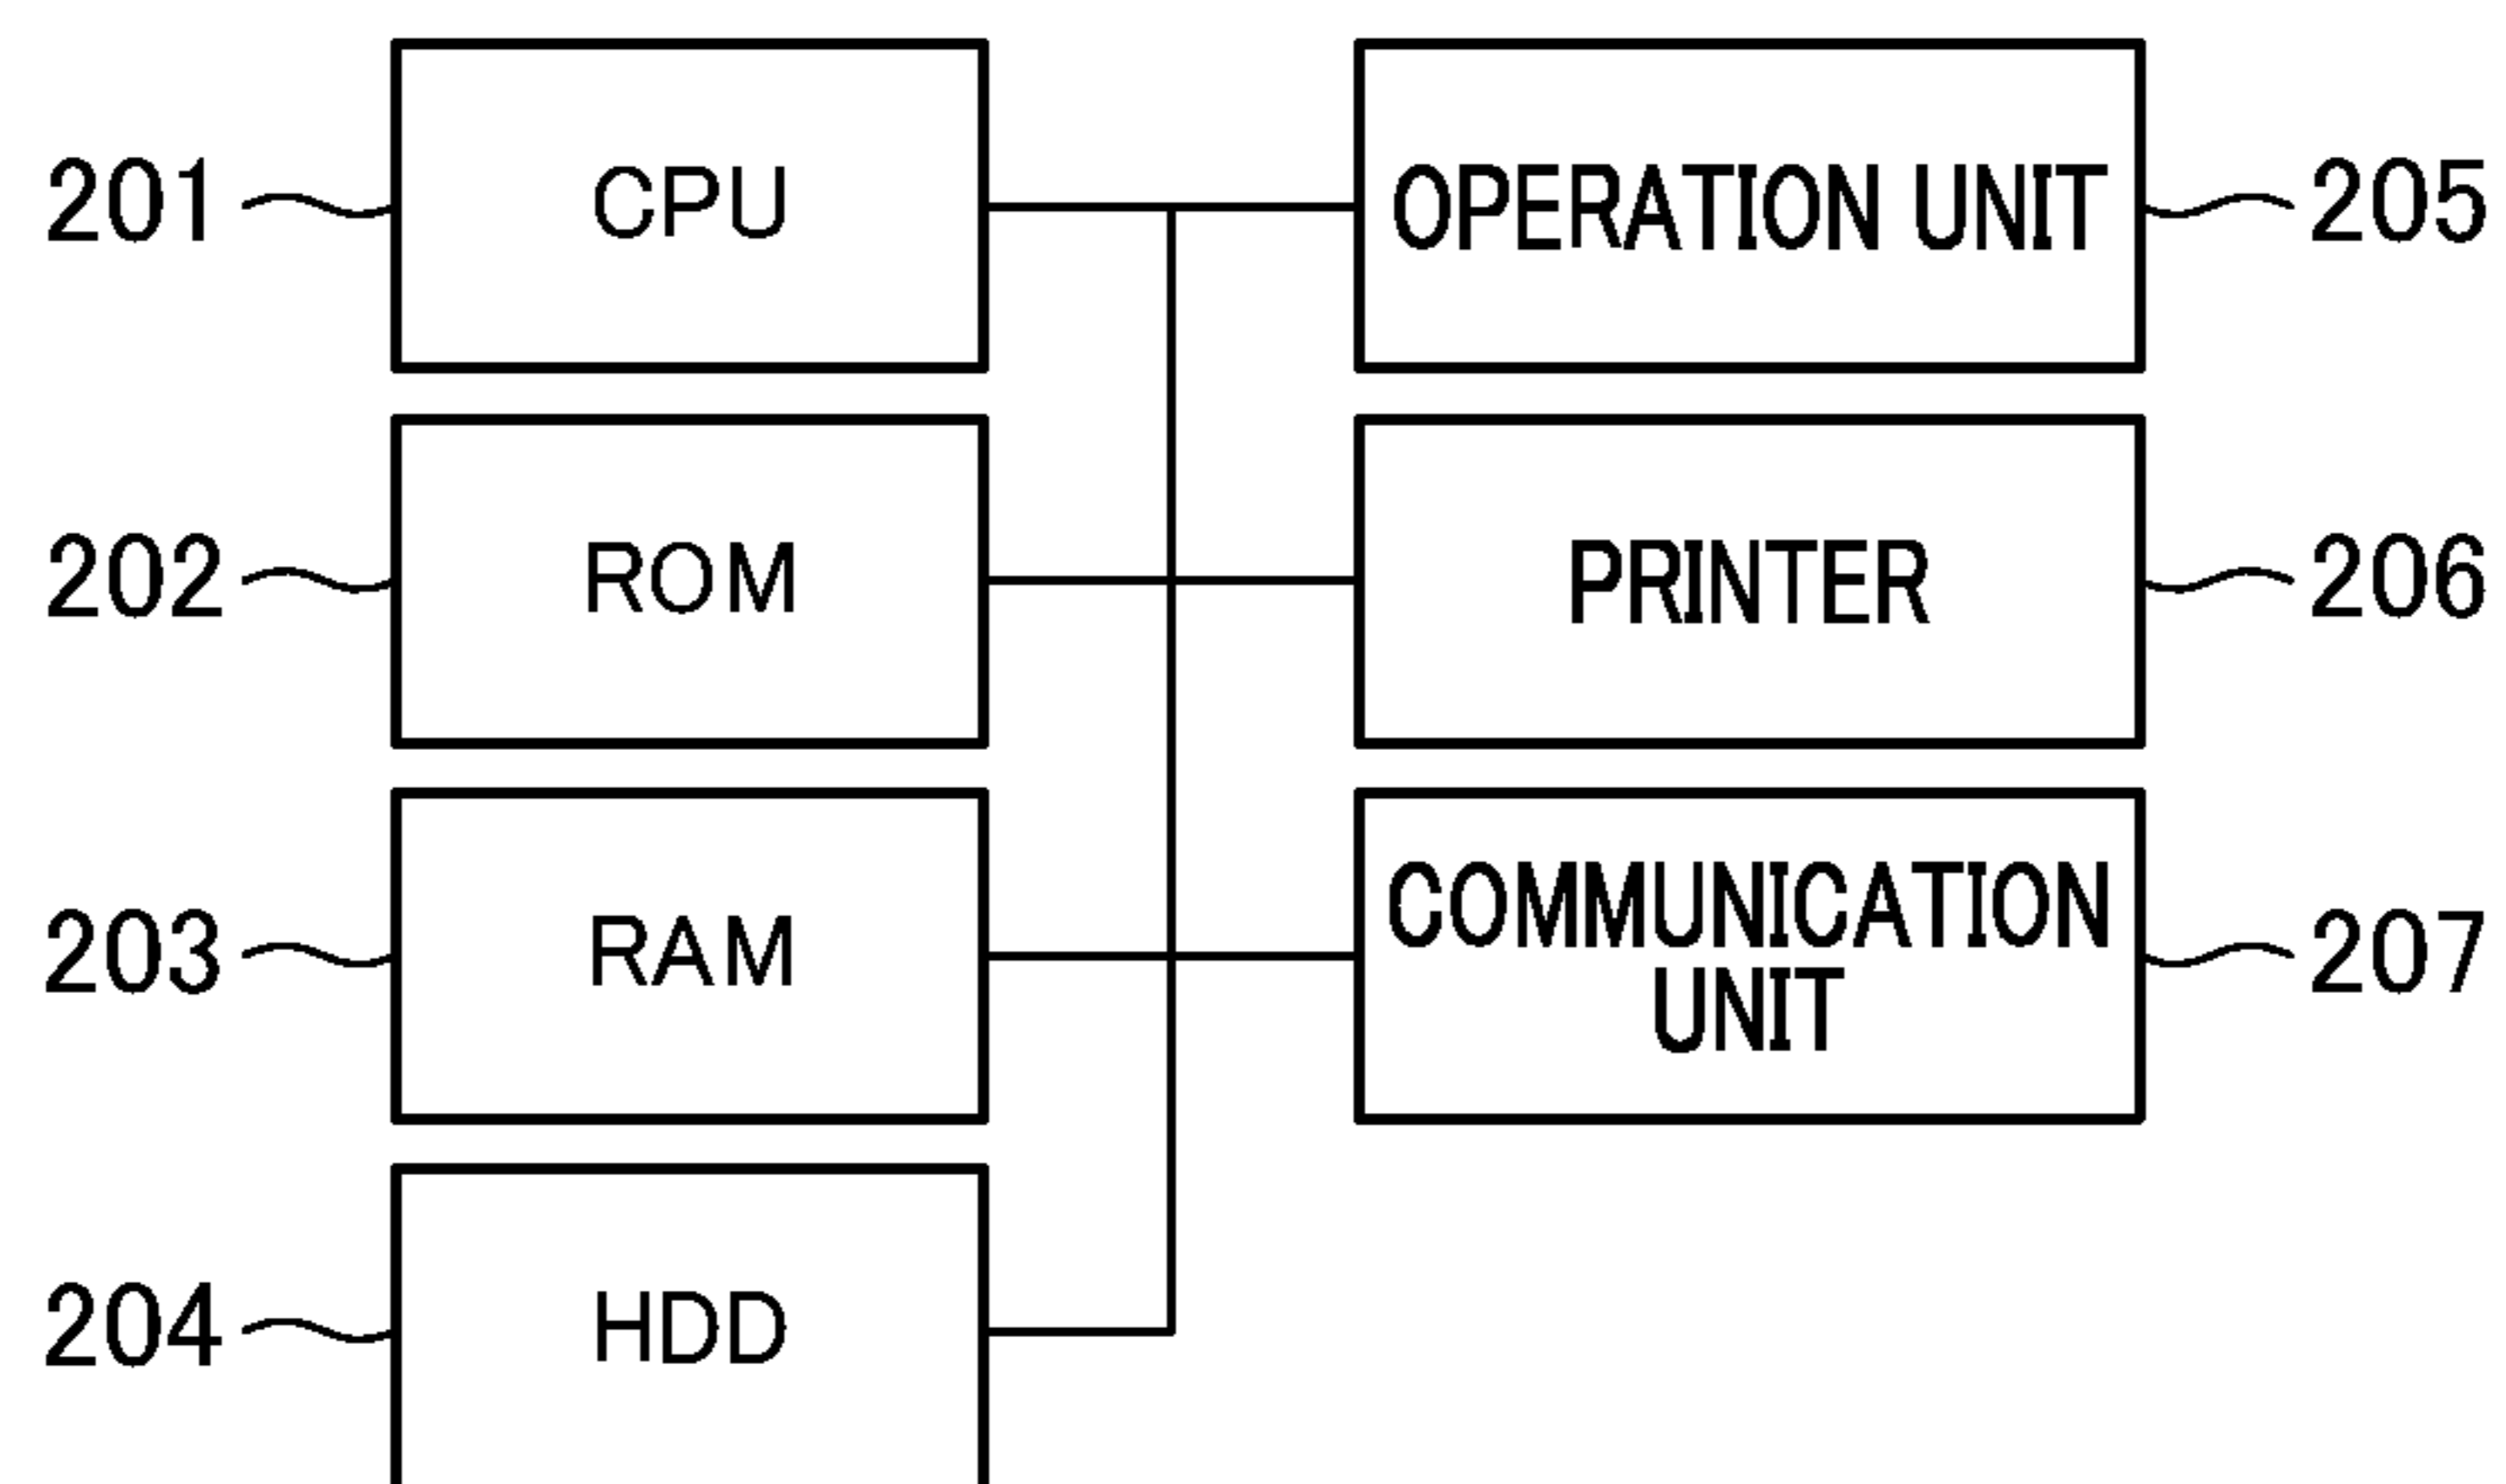 201 CPU OPERATION UNIT 205
202 ROM PRINTER 206
203 RAM COMMUNICATION UNIT 207
204 HDD